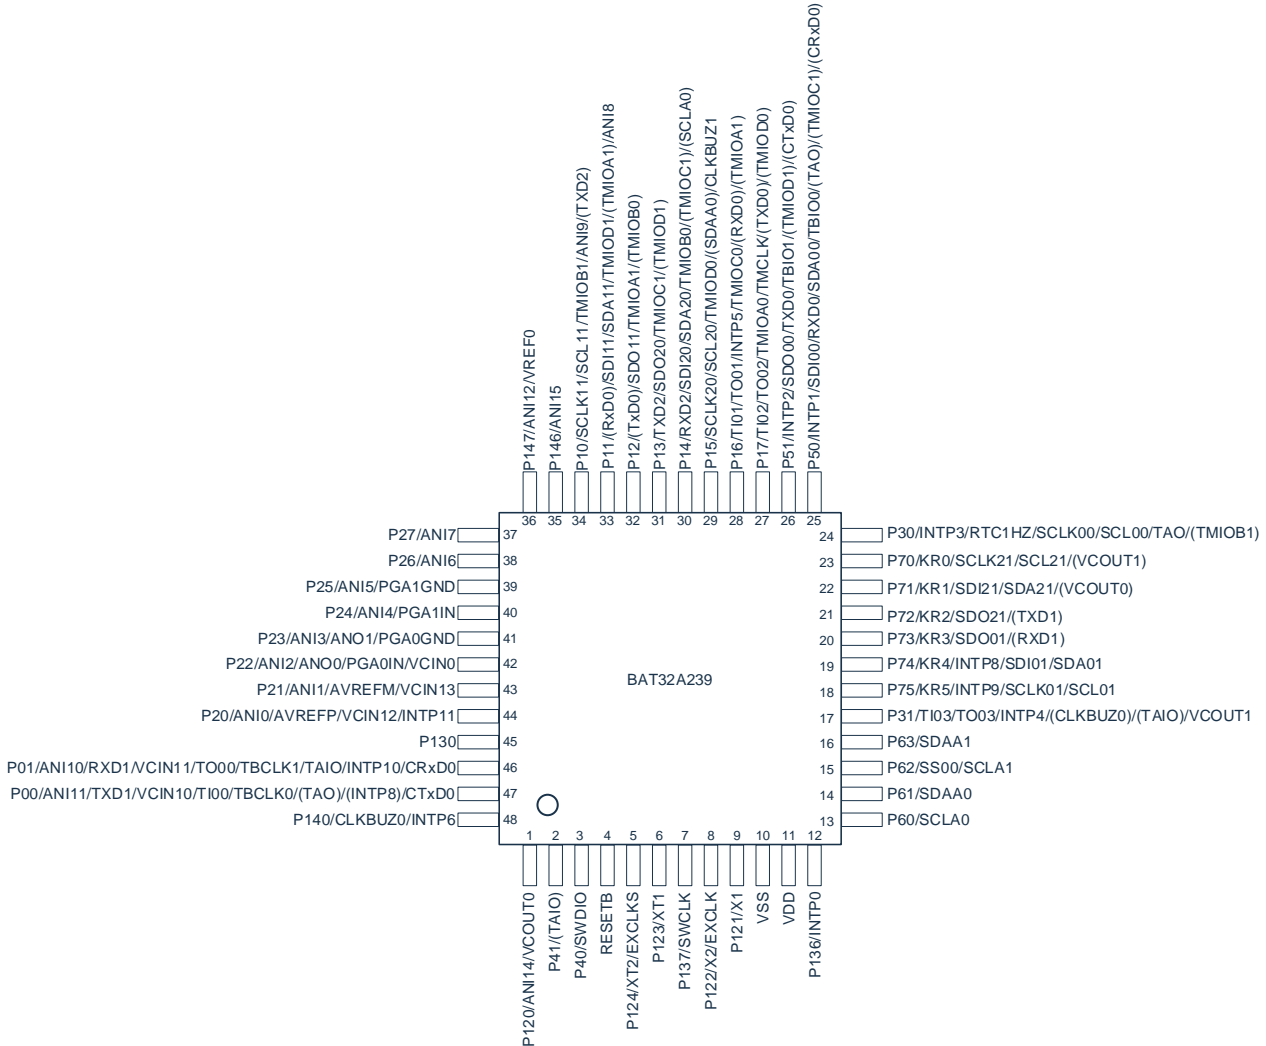 P147/ANI12/VREF0
P146/ANI15
P10/SCLK11/SCL11/TMIOB1/ANI9/(TXD2)
P11/(RxD0)/SDI11/SDA11/TMIOD1/(TMIOA1)/ANI8
P12/(TxD0)/SDO11/TMIOA1/(TMIOB0)
P13/TXD2/SDO20/TMIOC1/(TMIOD1)
P14/RXD2/SDI20/SDA20/TMIOB0/(TMIOC1)/(SCLA0)
P15/SCLK20/SCL20/TMIOD0/(SDAA0)/CLKBUZ1
P16/TI01/TO01/INTP5/TMIOC0/(RXD0)/(TMIOA1)
P17/TI02/TO02/TMIOA0/TMCLK/(TXD0)/(TMIOD0)
P51/INTP2/SDO00/TXD0/TBIO1/(TMIOD1)/(CTxD0)
P50/INTP1/SDI00/RXD0/SDA00/TBIO0/(TAO)/(TMIOC1)/(CRxD0)
36 35 34 33 32 31 30 29 28 27 26 25
P27/ANI7 37
P26/ANI6 38
P25/ANI5/PGA1GND 39
P24/ANI4/PGA1IN 40
P23/ANI3/ANO1/PGA0GND 41
P22/ANI2/ANO0/PGA0IN/VCIN0 42
P21/ANI1/AVREFM/VCIN13 43
P20/ANI0/AVREFP/VCIN12/INTP11 44
P130 45
P01/ANI10/RXD1/VCIN11/TO00/TBCLK1/TAIO/INTP10/CRxD0 46
P00/ANI11/TXD1/VCIN10/TI00/TBCLK0/(TAO)/(INTP8)/CTxD0 47
P140/CLKBUZ0/INTP6 48
BAT32A239
24 P30/INTP3/RTC1HZ/SCLK00/SCL00/TAO/(TMIOB1)
23 P70/KR0/SCLK21/SCL21/(VCOUT1)
22 P71/KR1/SDI21/SDA21/(VCOUT0)
21 P72/KR2/SDO21/(TXD1)
20 P73/KR3/SDO01/(RXD1)
19 P74/KR4/INTP8/SDI01/SDA01
18 P75/KR5/INTP9/SCLK01/SCL01
17 P31/TI03/TO03/INTP4/(CLKBUZ0)/(TAIO)/VCOUT1
16 P63/SDAA1
15 P62/SS00/SCLA1
14 P61/SDAA0
13 P60/SCLA0
1 2 3 4 5 6 7 8 9 10 11 12
P120/ANI14/VCOUT0
P41/(TAIO)
P40/SWDIO
RESETB
P124/XT2/EXCLKS
P123/XT1
P137/SWCLK
P122/X2/EXCLK
P121/X1
VSS
VDD
P136/INTP0